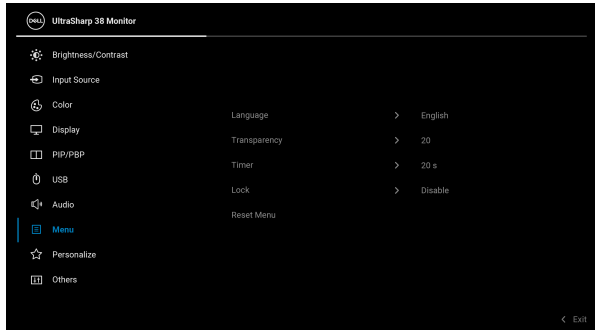 DELL UltraSharp 38 Monitor
Brightness/Contrast
Input Source
Color
Display
PIP/PBP
USB
Audio
Menu
Personalize
Others
Language > English
Transparency > 20
Timer > 20 s
Lock > Disable
Reset Menu
< Exit